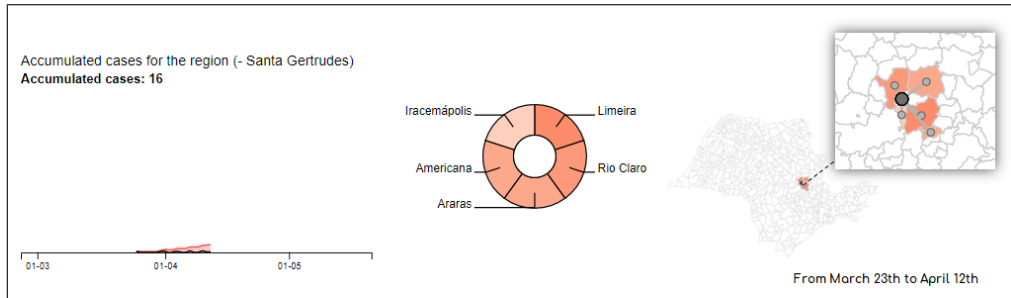 Accumulated cases for the region (- Santa Gertrudes)
Accumulated cases: 16
Iracemápolis
Limeira
Americana
Rio Claro
Araras
01-03
01-04
01-05
From March 23th to April 12th